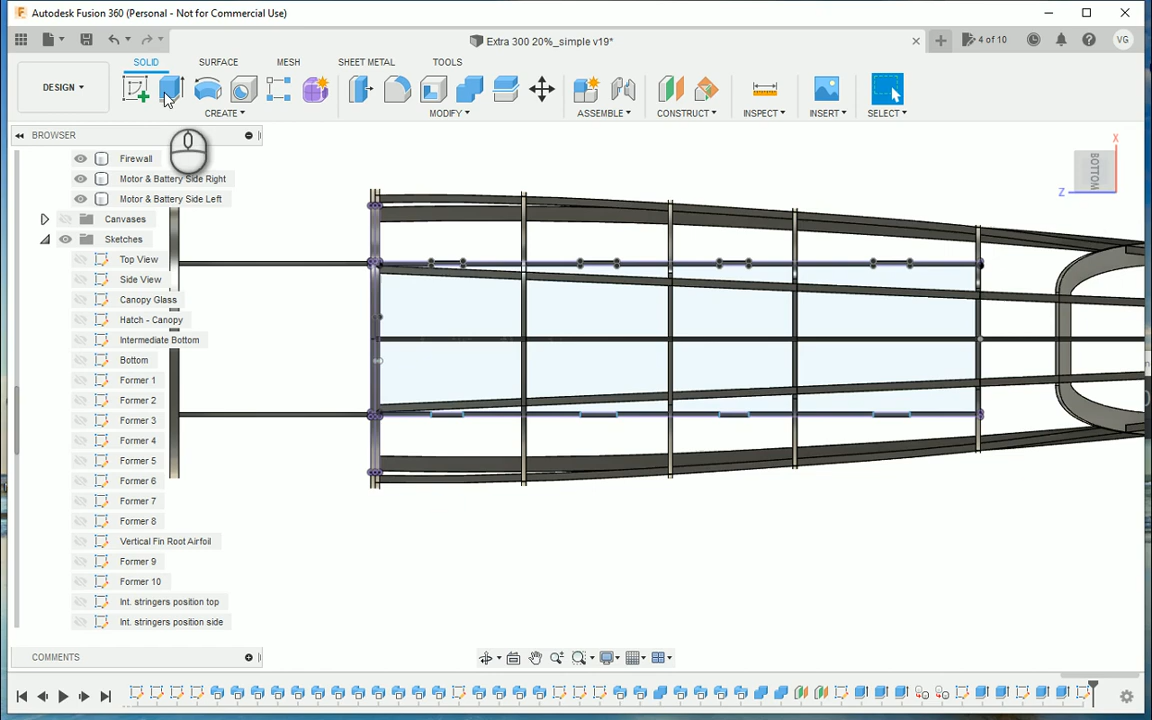 Autodesk Fusion 360 (Personal - Not for Commercial Use)
Extra 300 20%_simple v19*
4 of 10
VG
DESIGN
SOLID SURFACE MESH SHEET METAL TOOLS
CREATE MODIFY ASSEMBLE CONSTRUCT INSPECT INSERT SELECT
BROWSER
Firewall
Motor & Battery Side Right
Motor & Battery Side Left
Canvases
Sketches
Top View
Side View
Canopy Glass
Hatch - Canopy
Intermediate Bottom
Bottom
Former 1
Former 2
Former 3
Former 4
Former 5
Former 6
Former 7
Former 8
Vertical Fin Root Airfoil
Former 9
Former 10
Int. stringers position top
Int. stringers position side
X
BOTTOM
Z
COMMENTS